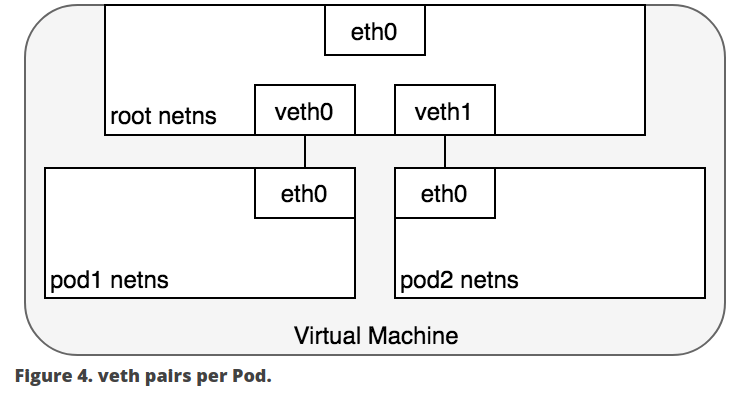 eth0
root netns
veth0
veth1
eth0
eth0
pod1 netns
pod2 netns
Virtual Machine
Figure 4. veth pairs per Pod.